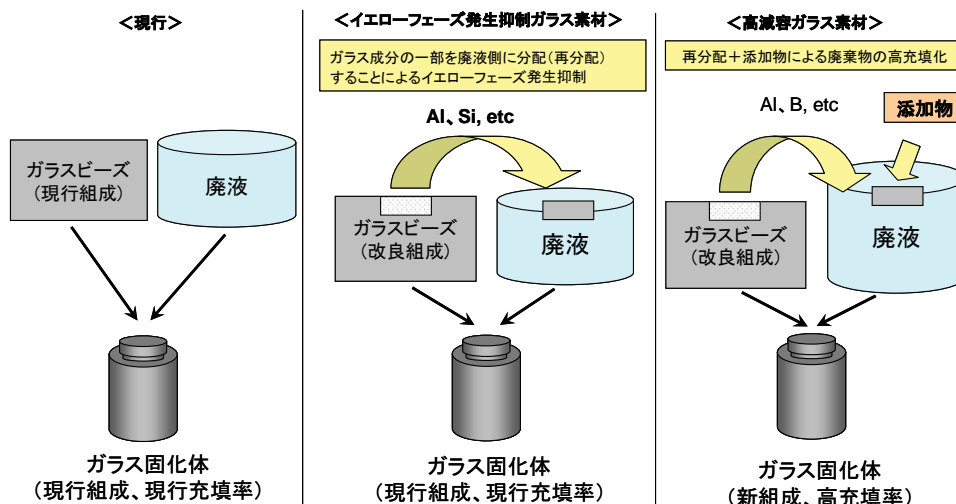 ＜現行＞
ガラスビーズ
（現行組成）
廃液
ガラス固化体
（現行組成、現行充填率）
＜イエローフェーズ発生抑制ガラス素材＞
ガラス成分の一部を廃液側に分配（再分配）
することによるイエローフェーズ発生抑制
Al、Si, etc
ガラスビーズ
（改良組成）
廃液
ガラス固化体
（現行組成、現行充填率）
＜高減容ガラス素材＞
再分配＋添加物による廃棄物の高充填化
Al、B、etc
添加物
ガラスビーズ
（改良組成）
廃液
ガラス固化体
（新組成、高充填率）